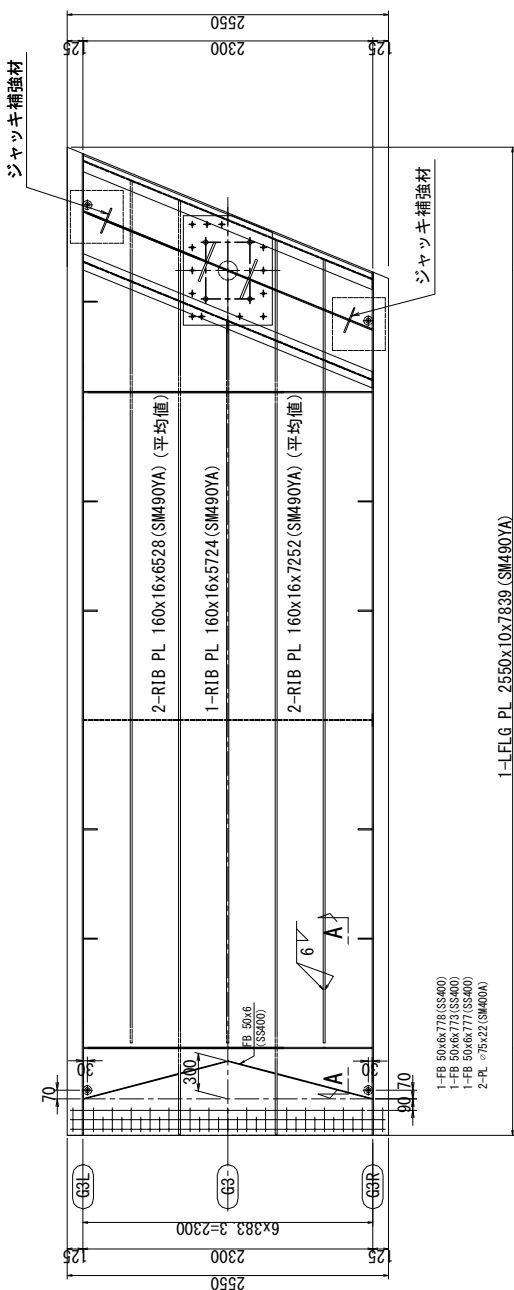 2550
125
2300
125
ジャッキ補強材
ジャッキ補強材
2-RIB PL 160x16x6528(SM490YA)(平均値)
1-RIB PL 160x16x5724(SM490YA)
2-RIB PL 160x16x7252(SM490YA)(平均値)
1-LFLG PL 2550x10x7839(SM490YA)
6
A
A
FB 50x6
(SS400)
300
30
30
70
70
90
1-FB 50x6x778(SS400)
1-FB 50x6x773(SS400)
1-FB 50x6x777(SS400)
2-PL ∅75x22(SM400A)
G3L
G3
G3R
6x383.3=2300
125
2300
125
2550